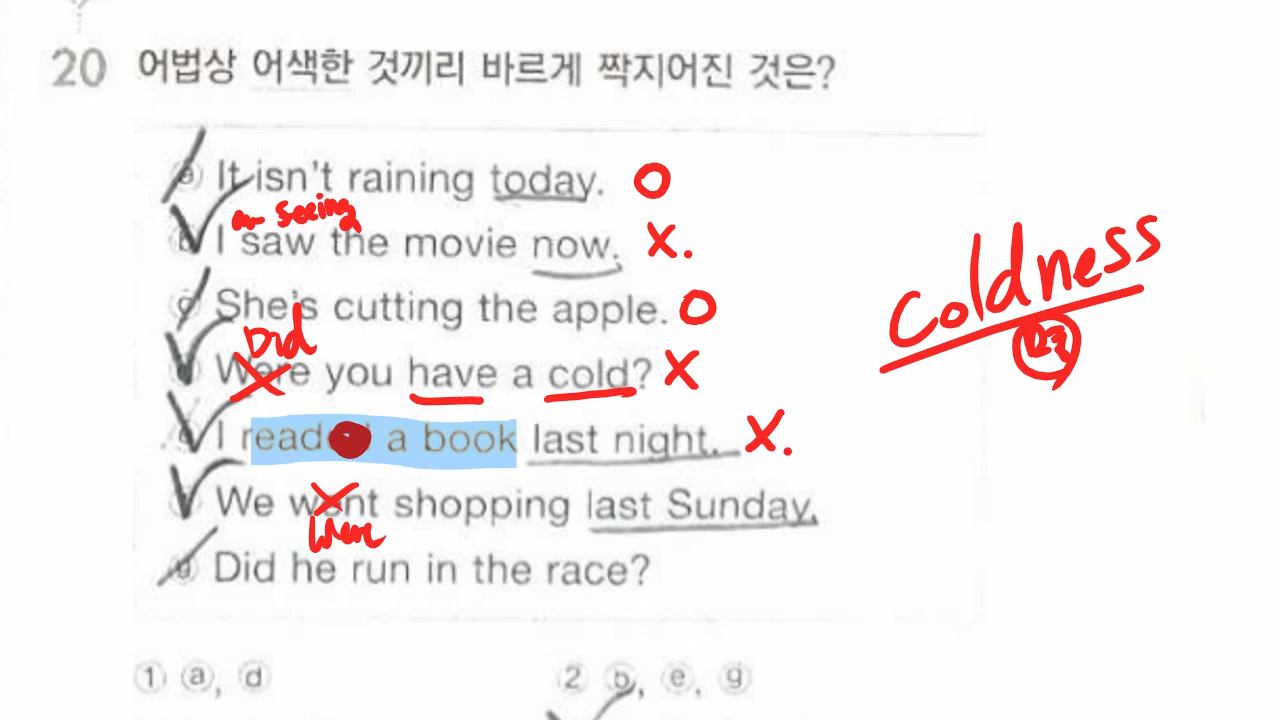 20 어법상 어색한 것끼리 바르게 짝지어진 것은?
ⓐ It isn't raining today. O
seeing
I saw the movie now. X.
She's cutting the apple. O
Did
Were you have a cold? X
I readed a book last night. X.
We went shopping last Sunday.
were
ⓖ Did he run in the race?
coldness
명
① ⓐ, ⓓ
2 ⓑ, ⓔ, ⓖ